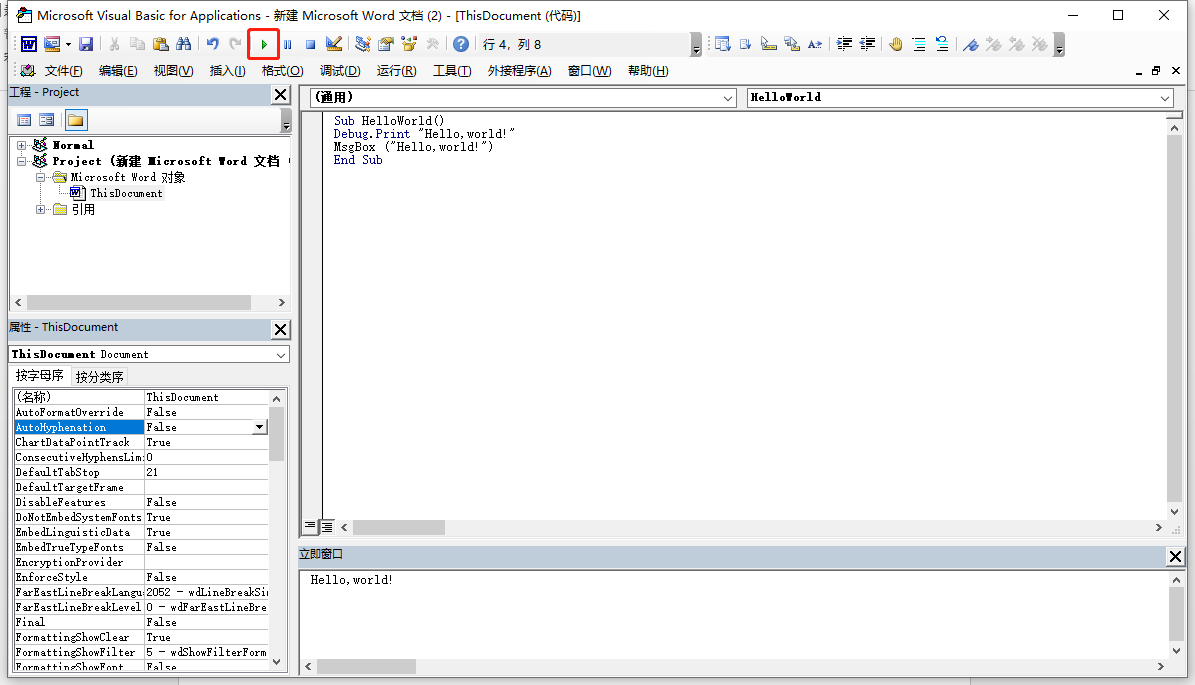 Microsoft Visual Basic for Applications - 新建 Microsoft Word 文档 (2) - [ThisDocument (代码)]
行 4，列 8
文件(F) 编辑(E) 视图(V) 插入(I) 格式(O) 调试(D) 运行(R) 工具(T) 外接程序(A) 窗口(W) 帮助(H)
工程 - Project
Normal
Project (新建 Microsoft Word 文档
Microsoft Word 对象
ThisDocument
引用
属性 - ThisDocument
ThisDocument Document
按字母序 按分类序
(名称) ThisDocument
AutoFormatOverride False
AutoHyphenation False
ChartDataPointTrack True
ConsecutiveHyphensLim: 0
DefaultTabStop 21
DefaultTargetFrame
DisableFeatures False
DoNotEmbedSystemFonts True
EmbedLinguisticData True
EmbedTrueTypeFonts False
EncryptionProvider
EnforceStyle False
FarEastLineBreakLangu 2052 - wdLineBreakSi
FarEastLineBreakLevel 0 - wdFarEastLineBre
Final False
FormattingShowClear True
FormattingShowFilter 5 - wdShowFilterForm
FormattingShowFont False
(通用) HelloWorld
Sub HelloWorld()
Debug.Print "Hello,world!"
MsgBox ("Hello,world!")
End Sub
立即窗口
Hello,world!